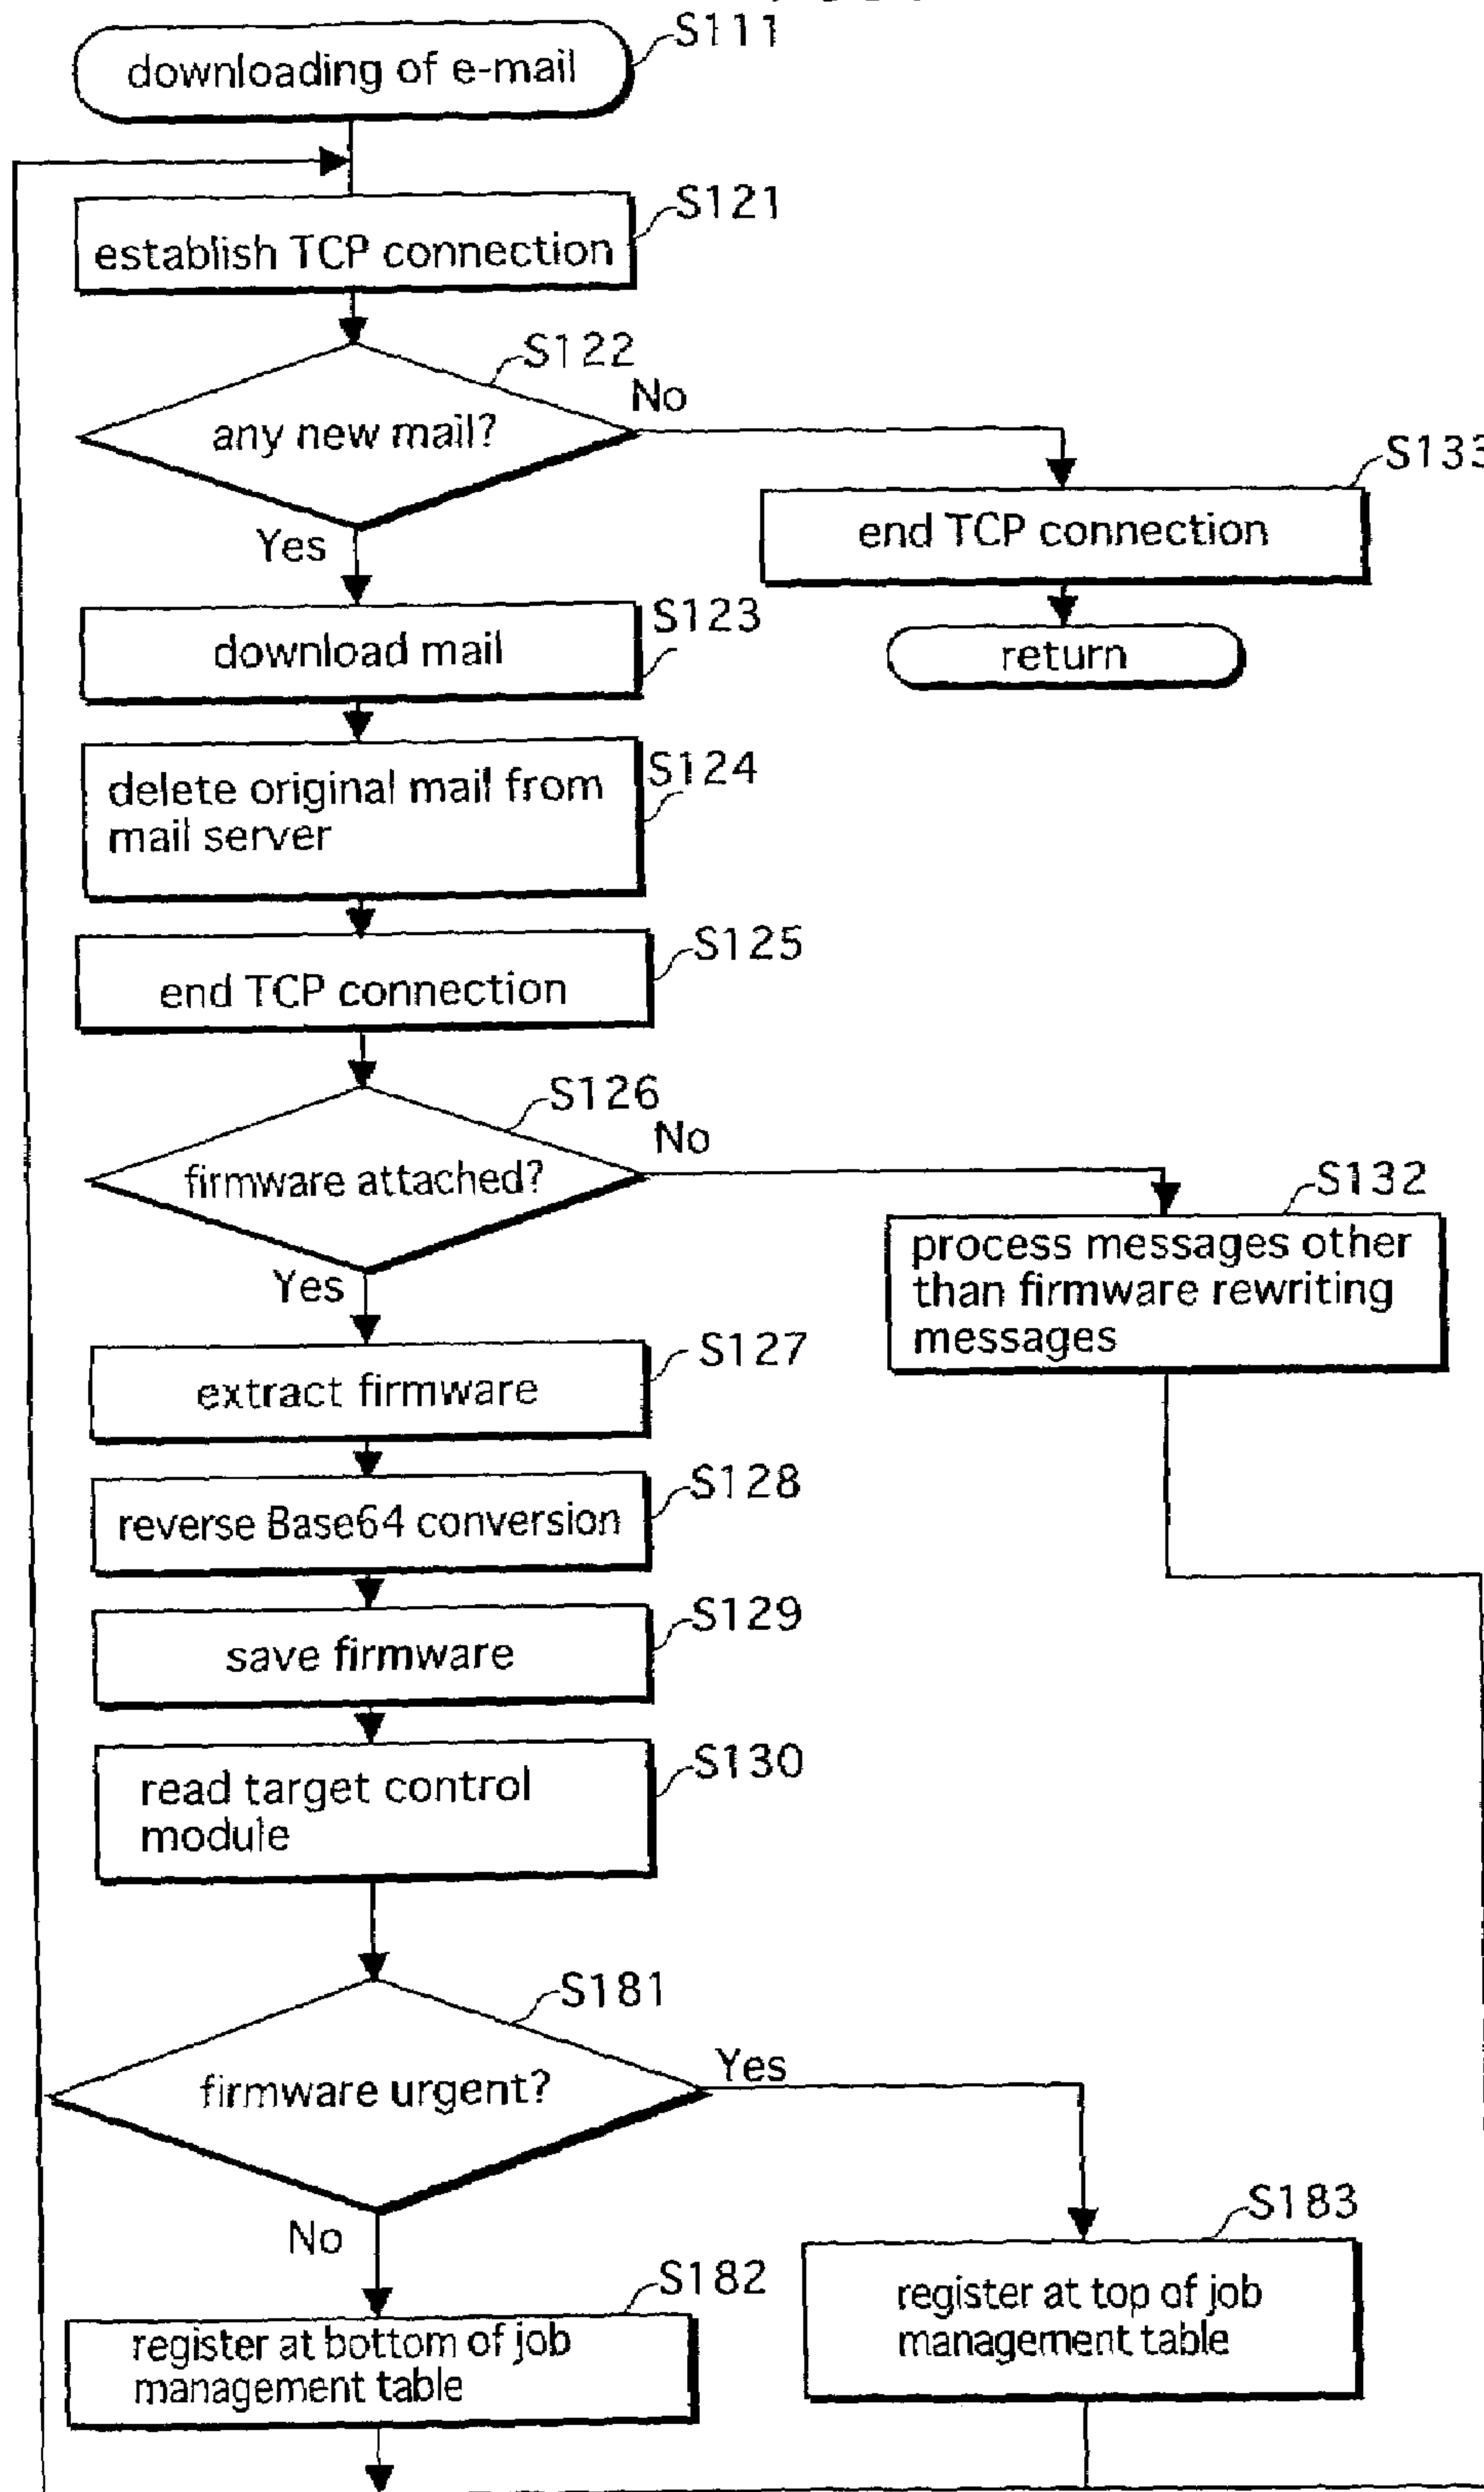 S111
downloading of e-mail
S121
establish TCP connection
S122
any new mail?
No
Yes
S133
end TCP connection
return
S123
download mail
S124
delete original mail from
mail server
S125
end TCP connection
S126
firmware attached?
No
Yes
S132
process messages other
than firmware rewriting
messages
S127
extract firmware
S128
reverse Base64 conversion
S129
save firmware
S130
read target control
module
S181
firmware urgent?
Yes
No
S183
register at top of job
management table
S182
register at bottom of job
management table